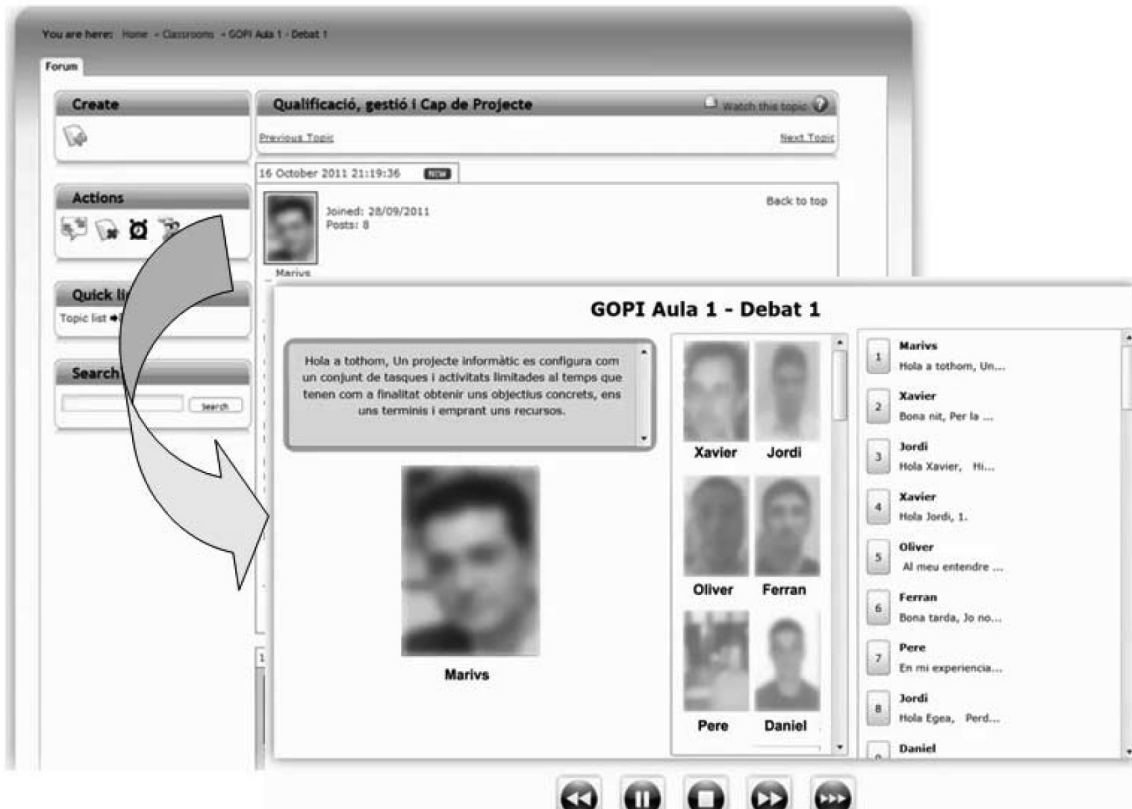 You are here: Home » Classrooms » GOPI Aula 1 - Debat 1
Forum
Create
Actions
Quick li
Topic list
Search
Search
Qualificació, gestió i Cap de Projecte
Watch this topic
Previous Topic
Next Topic
16 October 2011 21:19:36 NEW
Joined: 28/09/2011
Posts: 8
Back to top
Marivs
GOPI Aula 1 - Debat 1
Hola a tothom, Un projecte informàtic es configura com
un conjunt de tasques i activitats limitades al temps que
tenen com a finalitat obtenir uns objectius concrets, ens
uns terminis i emprant uns recursos.
Marivs
Xavier Jordi
Oliver Ferran
Pere Daniel
1 Marivs
Hola a tothom, Un...
2 Xavier
Bona nit, Per la ...
3 Jordi
Hola Xavier, Hi...
4 Xavier
Hola Jordi, 1.
5 Oliver
Al meu entendre ...
6 Ferran
Bona tarda, Jo no...
7 Pere
En mi experiencia...
8 Jordi
Hola Egea, Perd...
Daniel